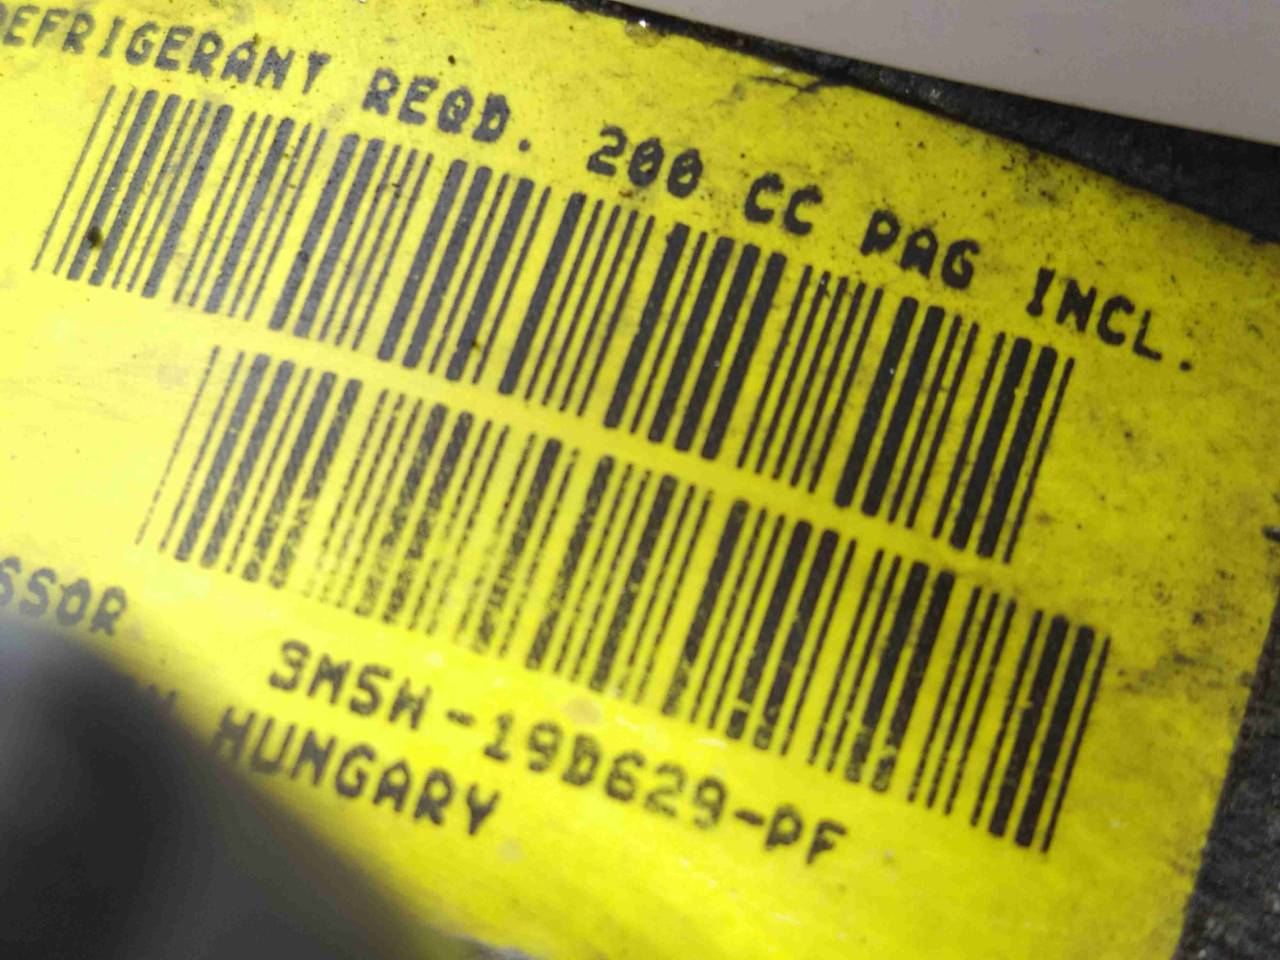 REFRIGERANT REQD. 200 CC PAG INCL.
SSOR
3M5H-19D629-PF
HUNGARY